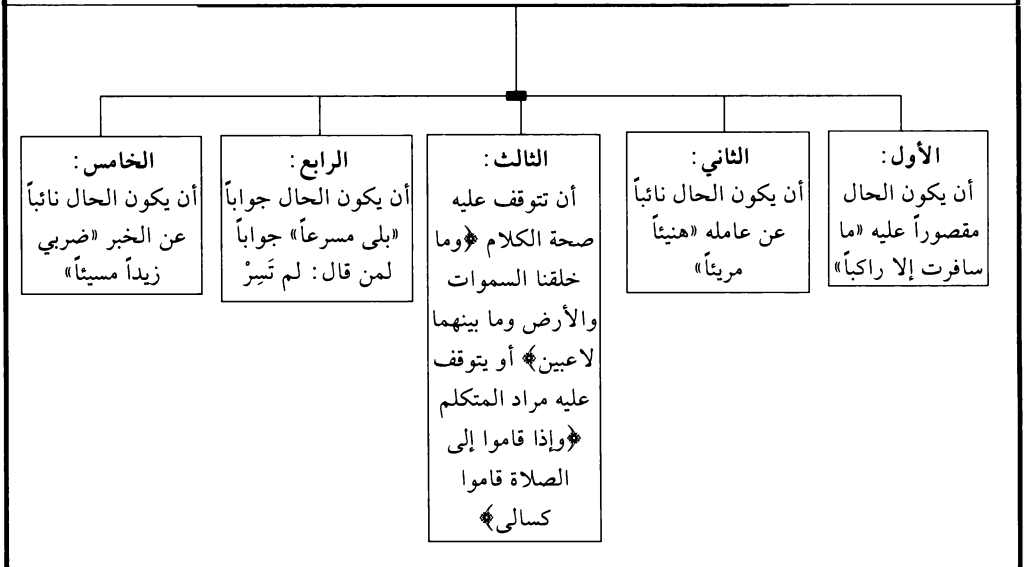 الأول:
أن يكون الحال
مقصوراً عليه «ما
سافرت إلا راكباً»
الثاني:
أن يكون الحال نائباً
عن عامله «هنيئاً
مريئاً»
الثالث:
أن تتوقف عليه
صحة الكلام ﴿وما
خلقنا السموات
والأرض وما بينهما
لاعبين﴾ أو يتوقف
عليه مراد المتكلم
﴿وإذا قاموا إلى
الصلاة قاموا
كسالى﴾
الرابع:
أن يكون الحال جواباً
«بلى مسرعاً» جواباً
لمن قال: لم تَسِرْ
الخامس:
أن يكون الحال نائباً
عن الخبر «ضربي
زيداً مسيئاً»